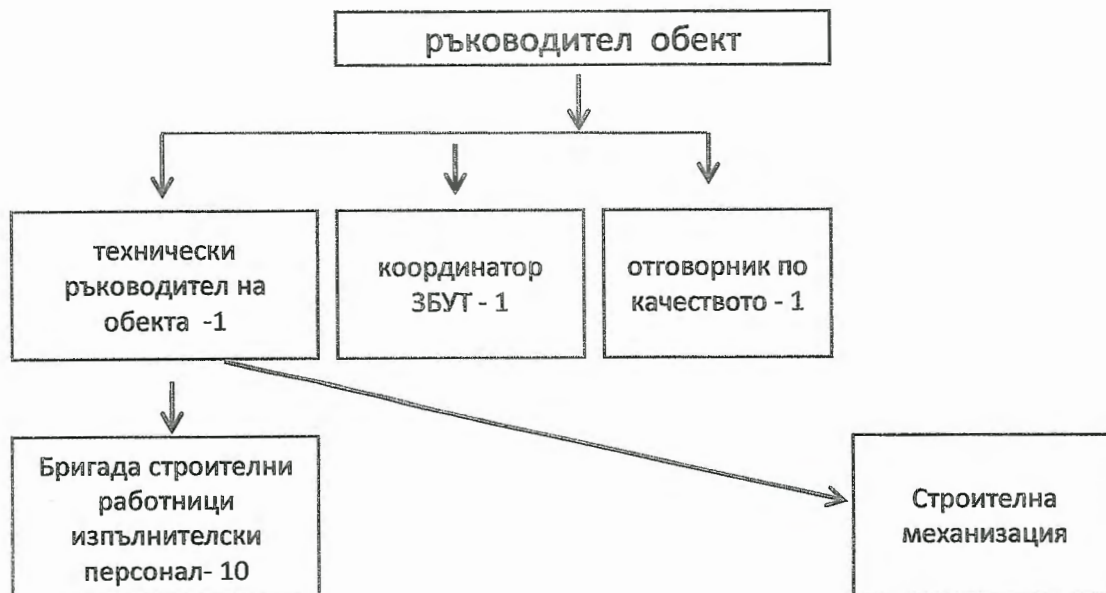 ръководител обект
технически
ръководител на
обекта -1
координатор
ЗБУТ - 1
отговорник по
качеството - 1
Бригада строителни
работници
изпълнителски
персонал- 10
Строителна
механизация